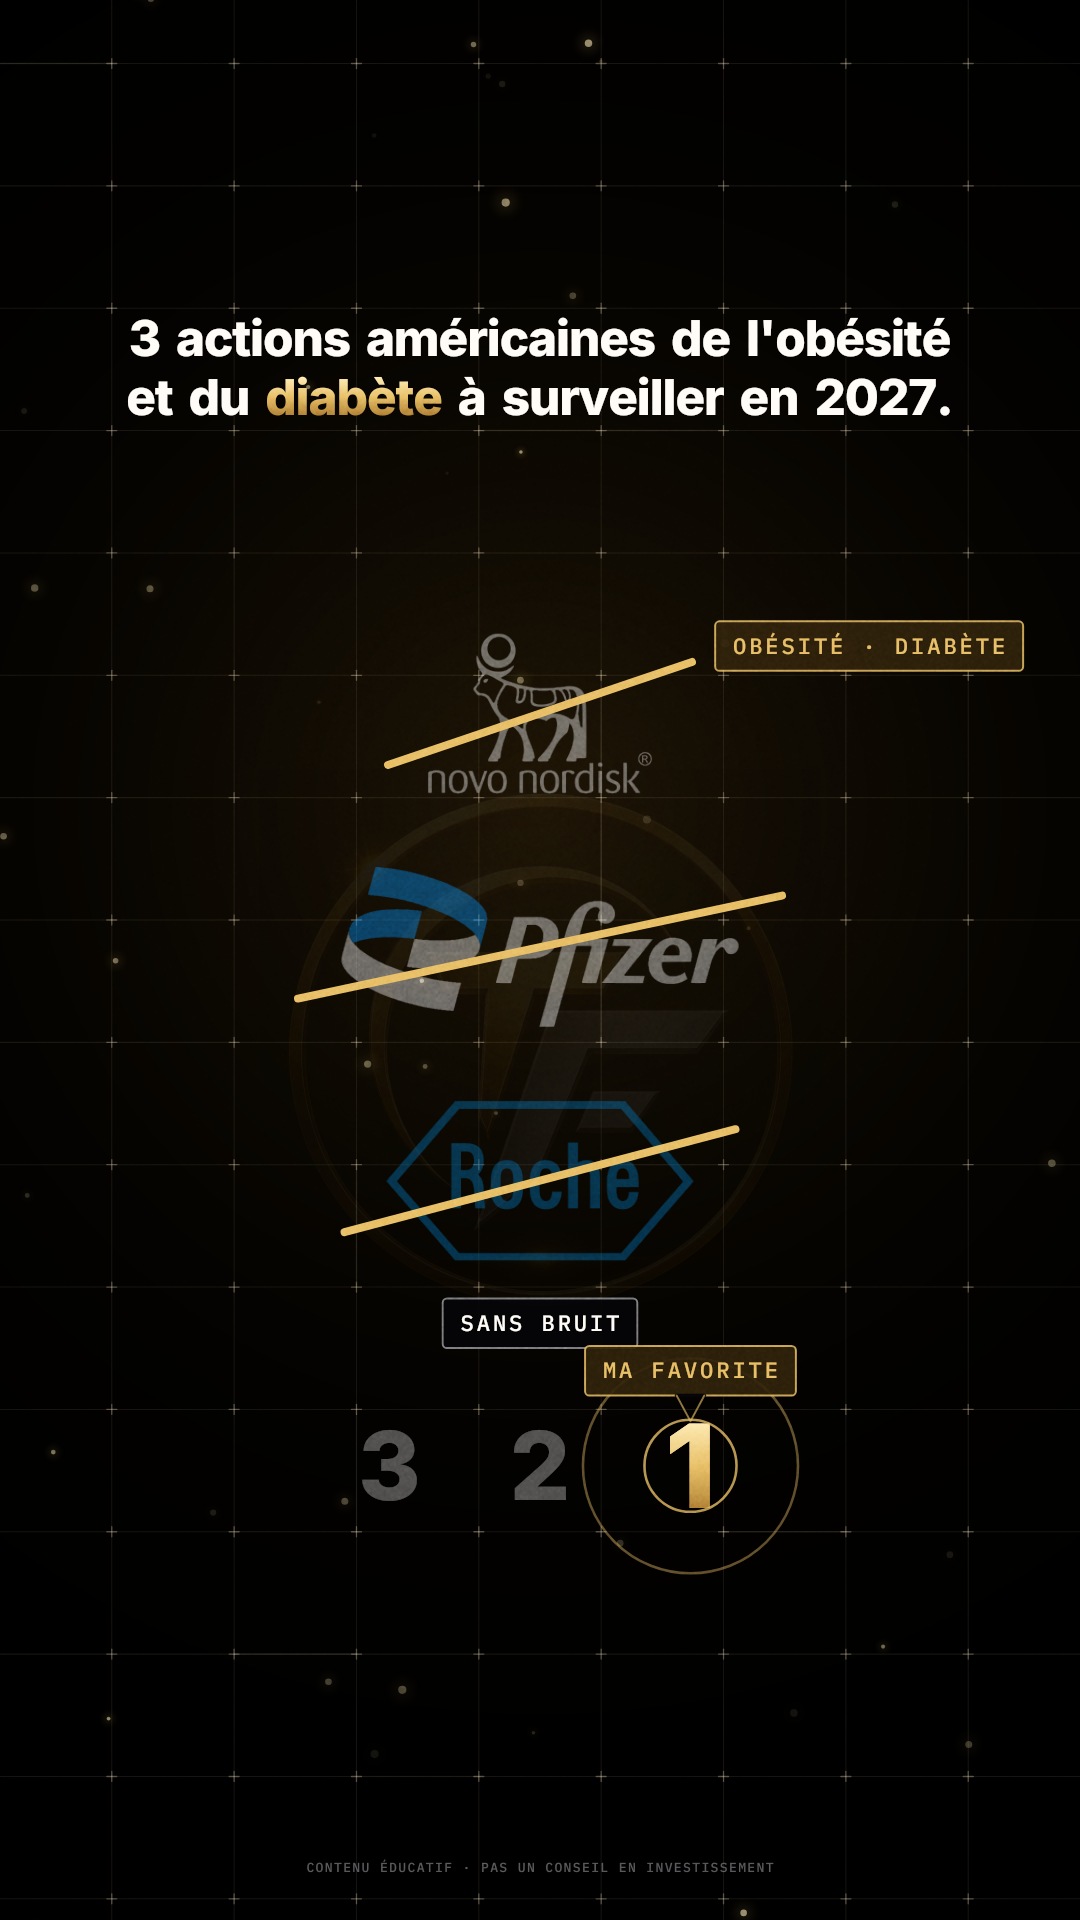 3 actions américaines de l'obésité
et du diabète à surveiller en 2027.
OBÉSITÉ · DIABÈTE
novo nordisk®
Pfizer
Roche
SANS BRUIT
MA FAVORITE
3 2 1
CONTENU ÉDUCATIF · PAS UN CONSEIL EN INVESTISSEMENT